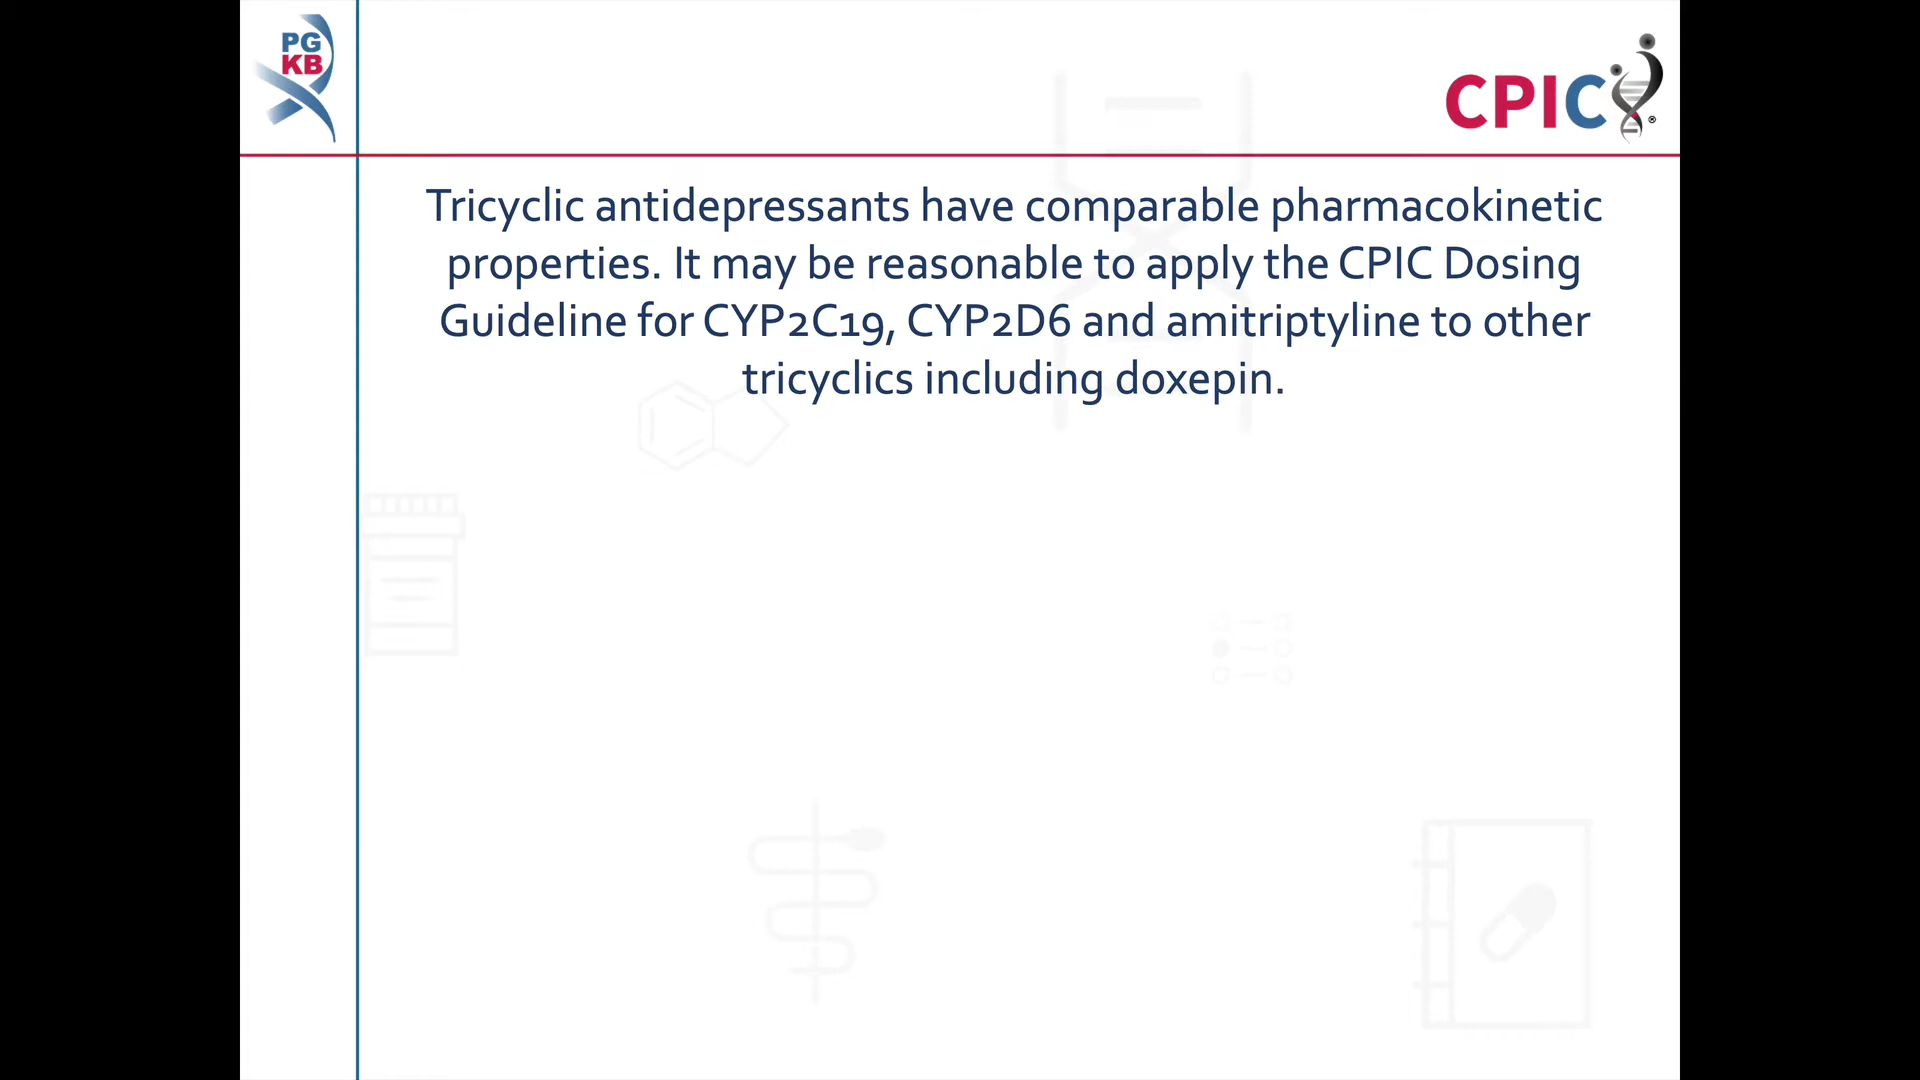 PG
KB
CPIC®
Tricyclic antidepressants have comparable pharmacokinetic
properties. It may be reasonable to apply the CPIC Dosing
Guideline for CYP2C19, CYP2D6 and amitriptyline to other
tricyclics including doxepin.